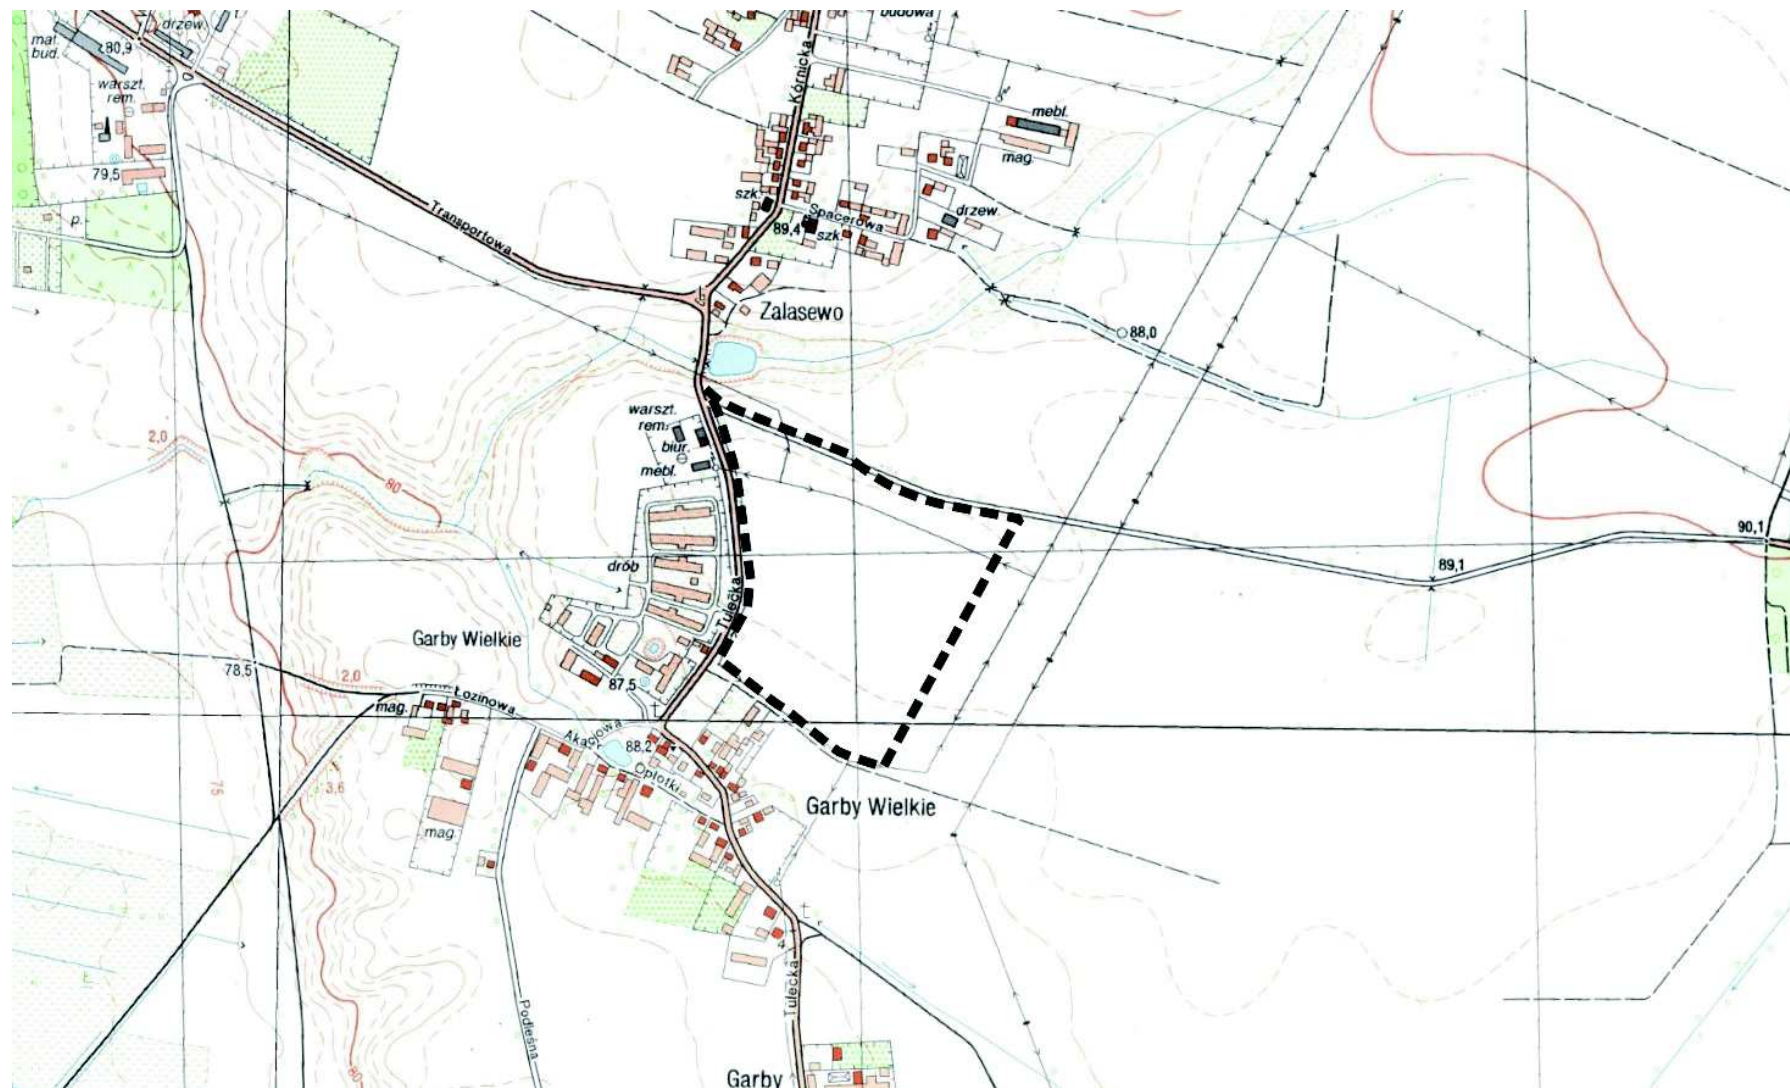 drzew.
budowa
mat.
bud.
80,9
Kórnicka
warszt.
rem.
mebl.
mag.
79,5
szk.
Spacerowa
drzew.
p.
Transportowa
89,4
szk.
Zalasewo
88,0
warszt.
rem.
biur.
mebl.
2,0
80
90,1
89,1
drób
Tulecka
Garby Wielkie
78,5
2,0
87,5
Łozinowa
mag.
Akacjowa
88,2
Opłotki
75
3,6
Garby Wielkie
mag.
Ł
4
Tulecka
Podleśna
80
Garby